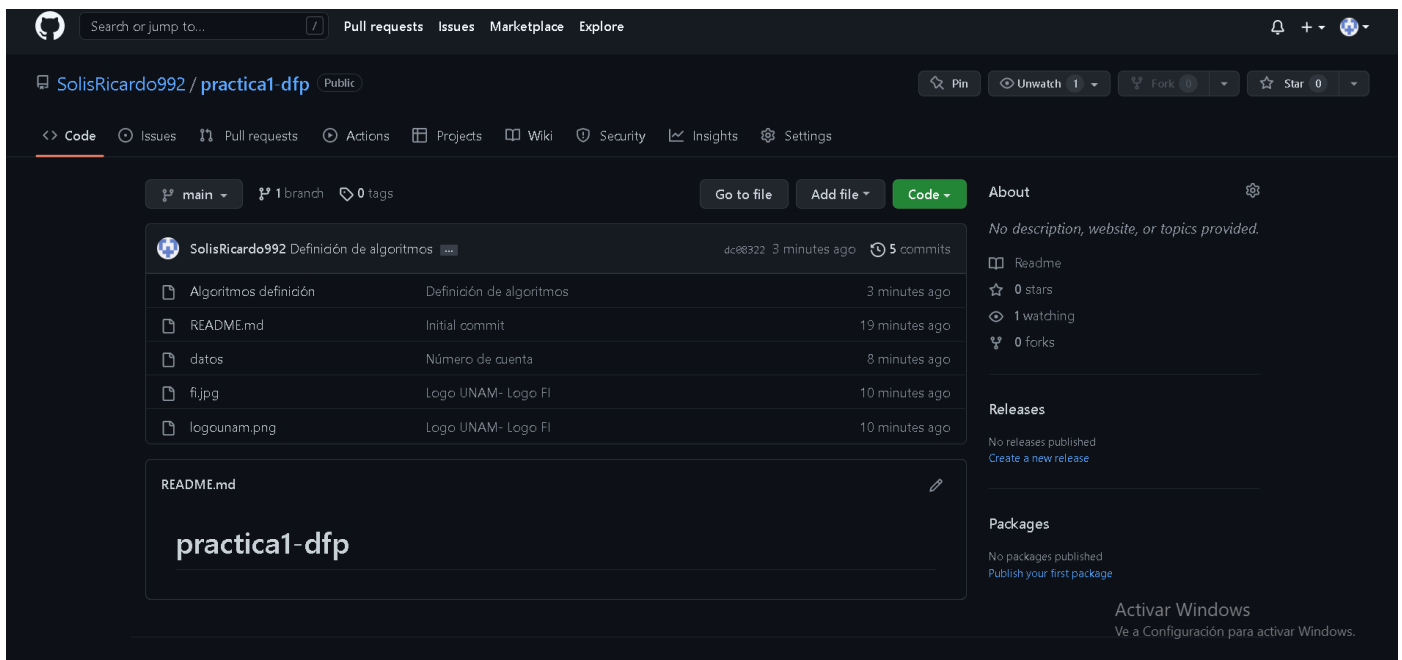 Search or jump to... / Pull requests Issues Marketplace Explore
SolisRicardo992 / practica1-dfp Public Pin Unwatch 1 Fork 0 Star 0
<> Code Issues Pull requests Actions Projects Wiki Security Insights Settings
main 1 branch 0 tags Go to file Add file Code
SolisRicardo992 Definición de algoritmos ... dc08322 3 minutes ago 5 commits
Algoritmos definición Definición de algoritmos 3 minutes ago
README.md Initial commit 19 minutes ago
datos Número de cuenta 8 minutes ago
fi.jpg Logo UNAM- Logo FI 10 minutes ago
logounam.png Logo UNAM- Logo FI 10 minutes ago
README.md
practica1-dfp
About
No description, website, or topics provided.
Readme
0 stars
1 watching
0 forks
Releases
No releases published
Create a new release
Packages
No packages published
Publish your first package
Activar Windows
Ve a Configuración para activar Windows.